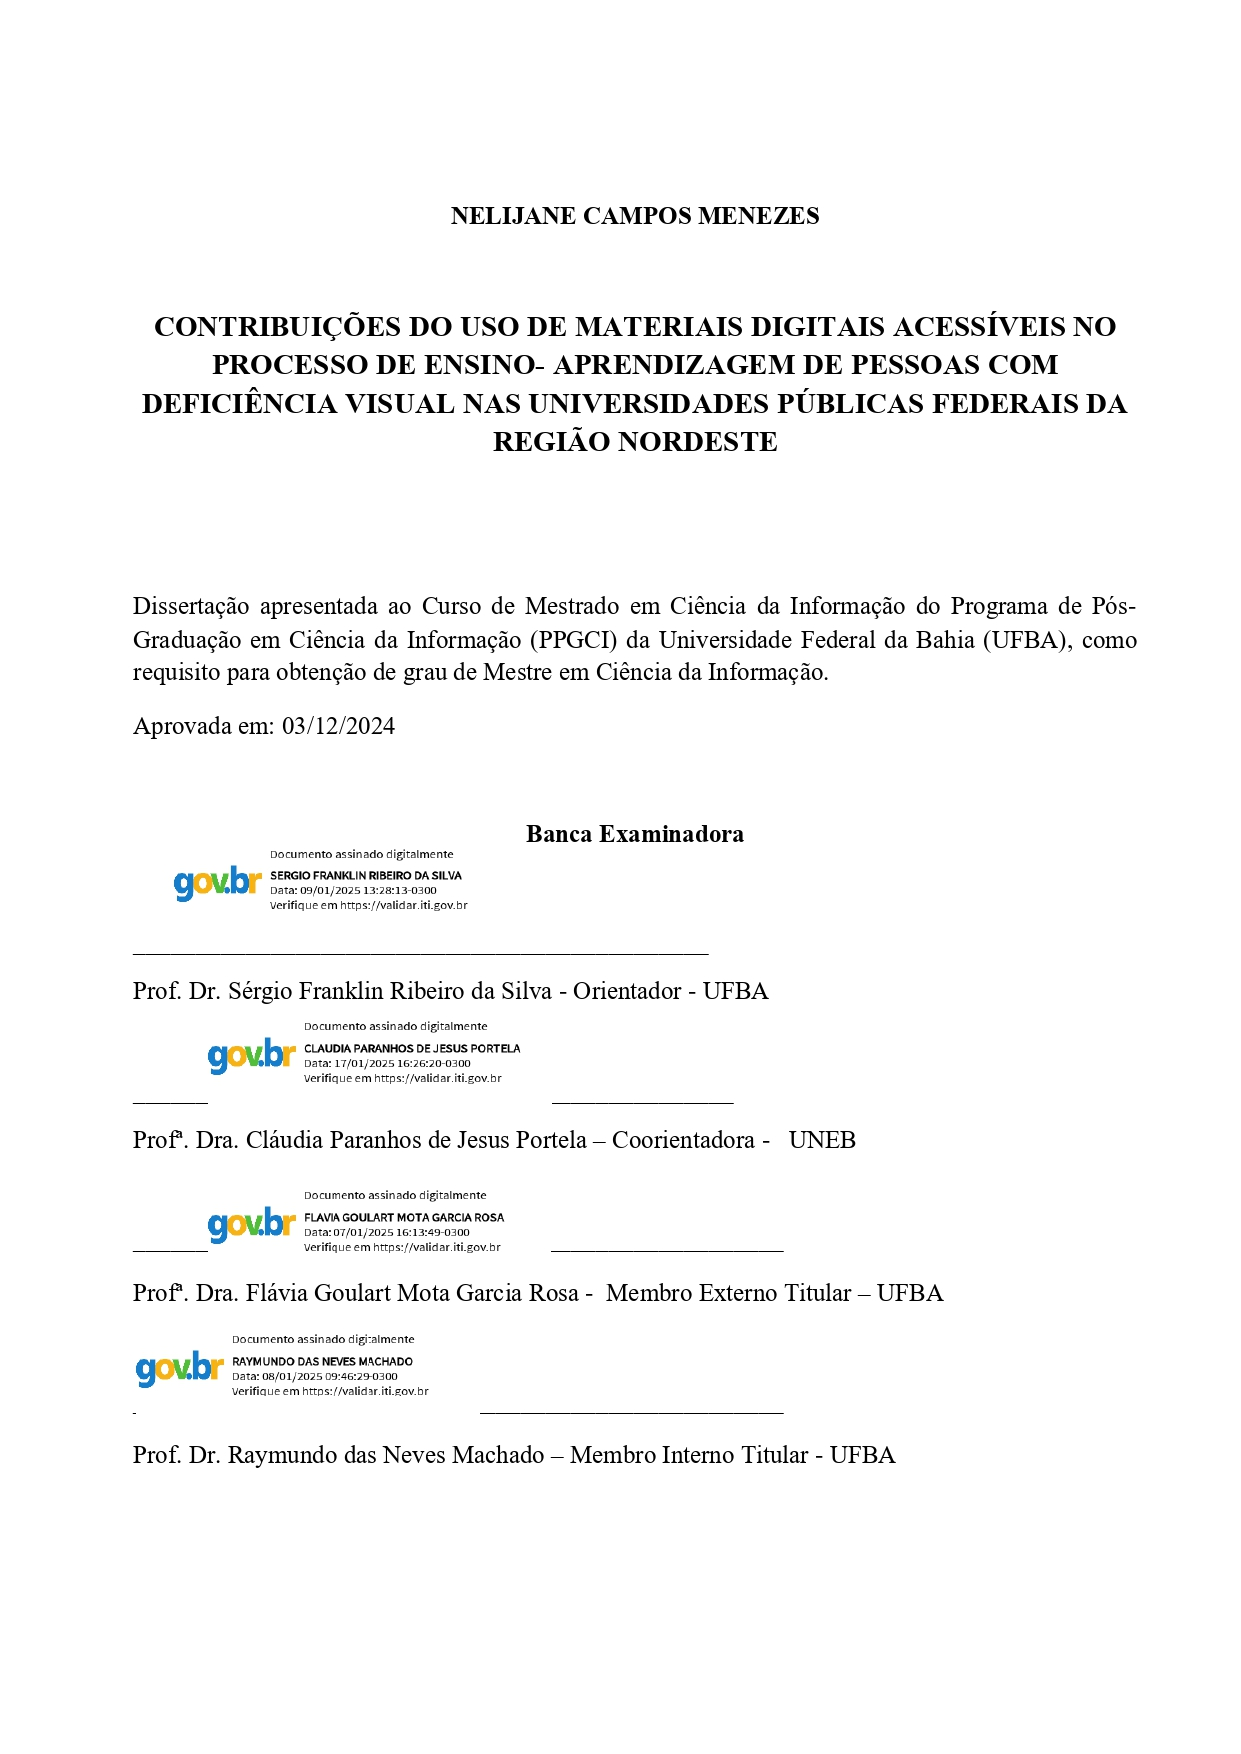 NELIJANE CAMPOS MENEZES
CONTRIBUIÇÕES DO USO DE MATERIAIS DIGITAIS ACESSÍVEIS NO
PROCESSO DE ENSINO- APRENDIZAGEM DE PESSOAS COM
DEFICIÊNCIA VISUAL NAS UNIVERSIDADES PÚBLICAS FEDERAIS DA
REGIÃO NORDESTE
Dissertação apresentada ao Curso de Mestrado em Ciência da Informação do Programa de Pós-
Graduação em Ciência da Informação (PPGCI) da Universidade Federal da Bahia (UFBA), como
requisito para obtenção de grau de Mestre em Ciência da Informação.
Aprovada em: 03/12/2024
Banca Examinadora
Documento assinado digitalmente
gov.br SERGIO FRANKLIN RIBEIRO DA SILVA
Data: 09/01/2025 13:28:13-0300
Verifique em https://validar.iti.gov.br
Prof. Dr. Sérgio Franklin Ribeiro da Silva - Orientador - UFBA
Documento assinado digitalmente
gov.br CLAUDIA PARANHOS DE JESUS PORTELA
Data: 17/01/2025 16:26:20-0300
Verifique em https://validar.iti.gov.br
Profª. Dra. Cláudia Paranhos de Jesus Portela – Coorientadora - UNEB
Documento assinado digitalmente
gov.br FLAVIA GOULART MOTA GARCIA ROSA
Data: 07/01/2025 16:13:49-0300
Verifique em https://validar.iti.gov.br
Profª. Dra. Flávia Goulart Mota Garcia Rosa - Membro Externo Titular – UFBA
Documento assinado digitalmente
gov.br RAYMUNDO DAS NEVES MACHADO
Data: 08/01/2025 09:46:29-0300
Verifique em https://validar.iti.gov.br
Prof. Dr. Raymundo das Neves Machado – Membro Interno Titular - UFBA